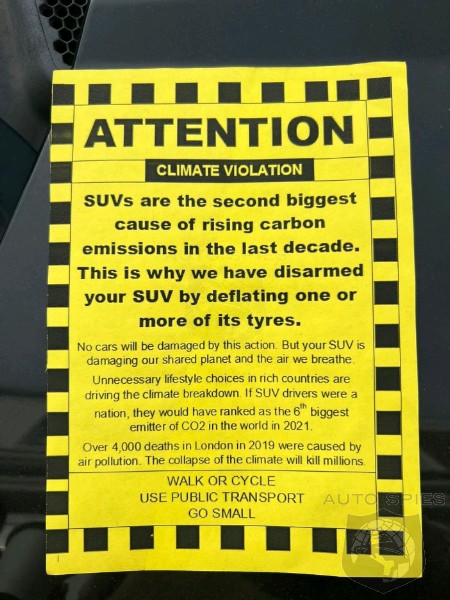 ATTENTION
CLIMATE VIOLATION
SUVs are the second biggest
cause of rising carbon
emissions in the last decade.
This is why we have disarmed
your SUV by deflating one or
more of its tyres.
No cars will be damaged by this action. But your SUV is
damaging our shared planet and the air we breathe.
Unnecessary lifestyle choices in rich countries are
driving the climate breakdown. If SUV drivers were a
nation, they would have ranked as the 6th biggest
emitter of CO2 in the world in 2021.
Over 4,000 deaths in London in 2019 were caused by
air pollution. The collapse of the climate will kill millions.
WALK OR CYCLE
USE PUBLIC TRANSPORT
GO SMALL
AUTO SPIES